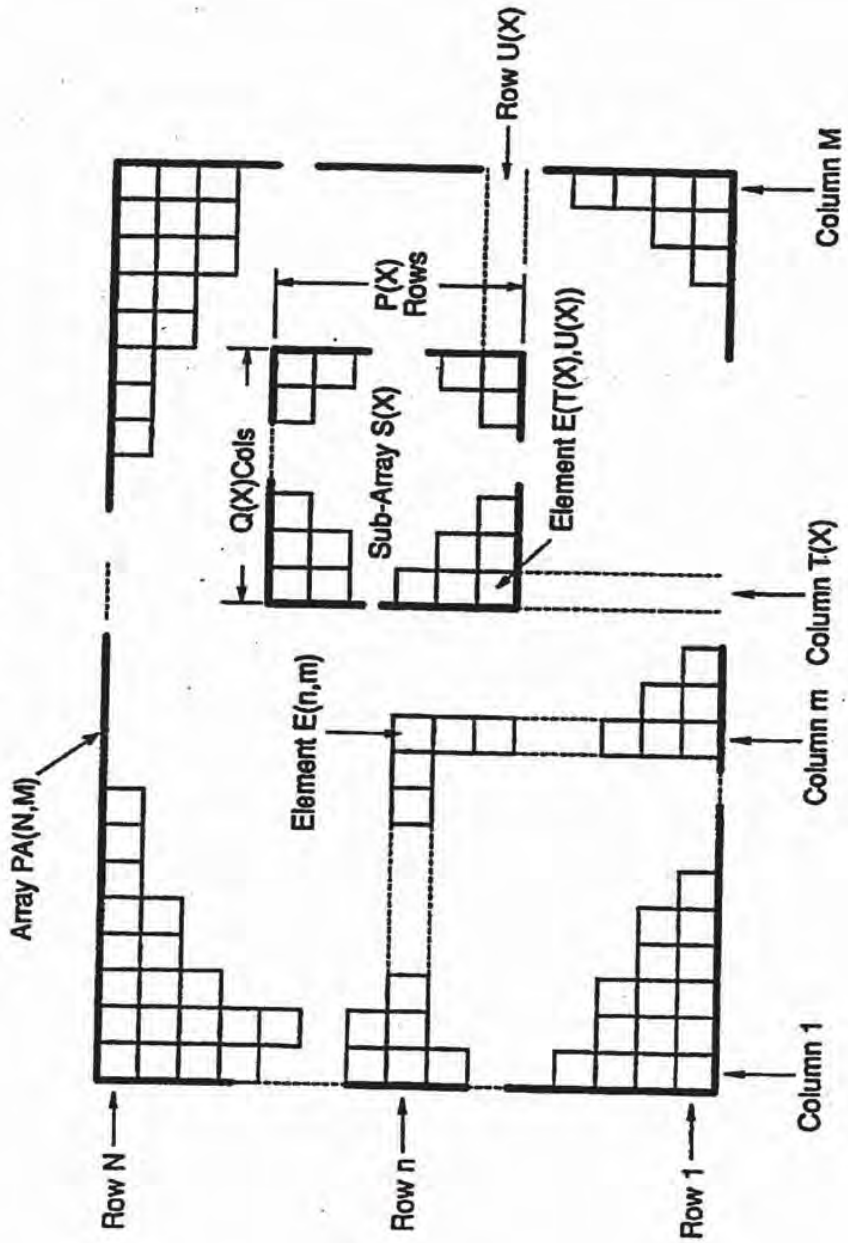 Array PA(N,M)
Row N
Q(X)Cols
P(X)
Rows
Sub-Array S(X)
Element E(n,m)
Row n
Row U(X)
Element E(T(X),U(X))
Row 1
Column 1
Column m
Column T(X)
Column M